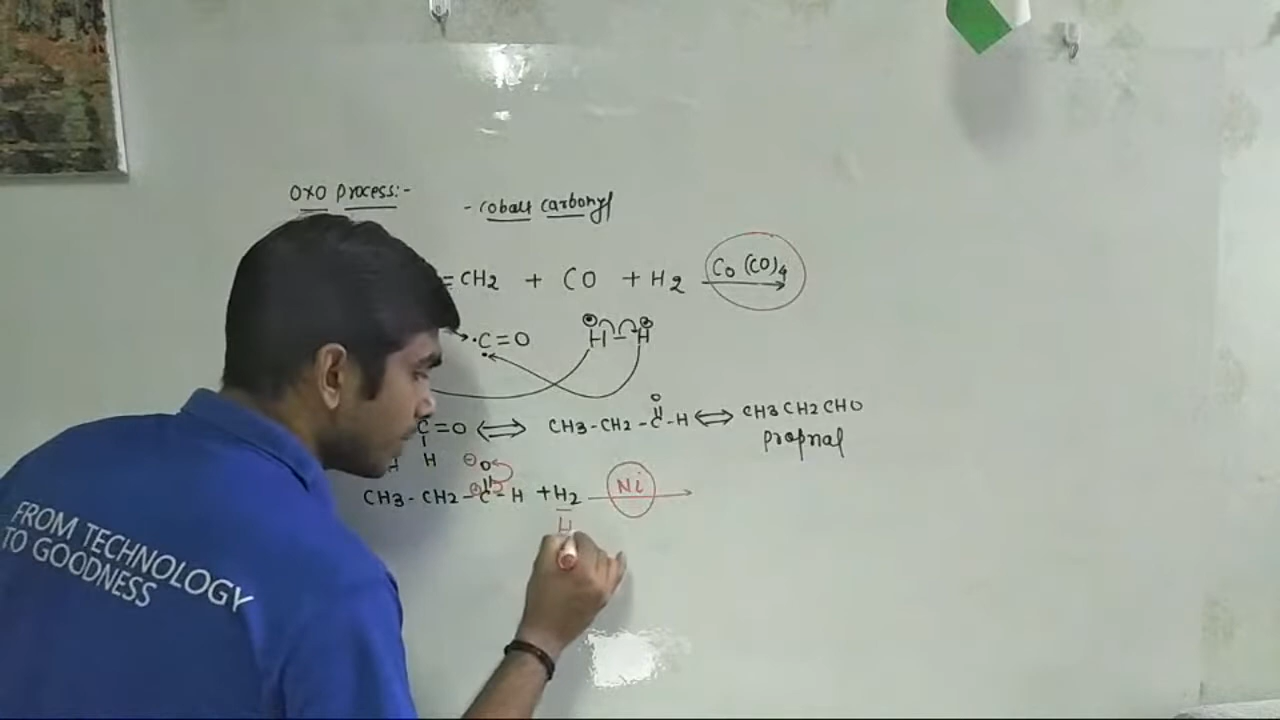 OXO Process:-
- Cobalt Carbonyl
=CH2 + CO + H2 Co (CO)4
C=O H-H
C=O ⇔ CH3-CH2-C-H ⇔ CH3CH2CHO
O
H H
propnal
⊖ O
CH3-CH2-C-H +H2 Ni
⊕
H
FROM TECHNOLOGY
TO GOODNESS